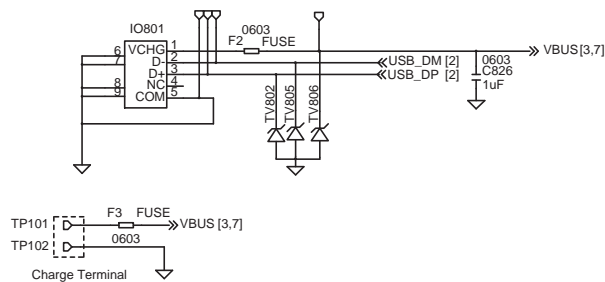 IO801
0603
F2 FUSE
6 VCHG 1
7 D- 2
D+ 3
8 NC 4
9 COM 5
USB_DM [2]
USB_DP [2]
VBUS [3,7]
0603
C826
1uF
TV802
TV805
TV806
F3 FUSE
TP101
VBUS [3,7]
TP102
0603
Charge Terminal